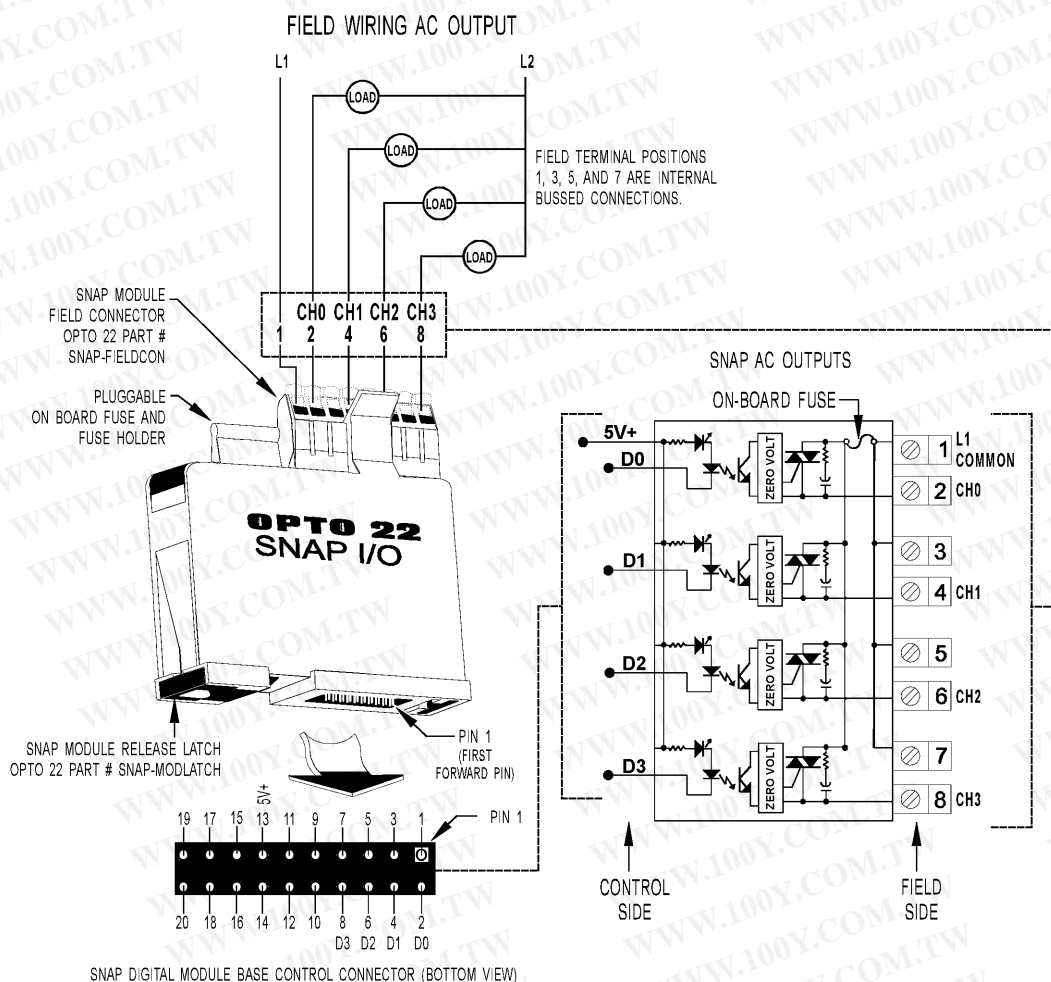 FIELD WIRING AC OUTPUT
L1
L2
LOAD
LOAD
LOAD
LOAD
FIELD TERMINAL POSITIONS
1, 3, 5, AND 7 ARE INTERNAL
BUSSED CONNECTIONS.
SNAP MODULE
FIELD CONNECTOR
OPTO 22 PART #
SNAP-FIELDCON
CH0 CH1 CH2 CH3
1 2 4 6 8
PLUGGABLE
ON BOARD FUSE AND
FUSE HOLDER
OPTO 22
SNAP I/O
SNAP MODULE RELEASE LATCH
OPTO 22 PART # SNAP-MODLATCH
PIN 1
(FIRST
FORWARD PIN)
5V+
19 17 15 13 11 9 7 5 3 1
PIN 1
20 18 16 14 12 10 8 6 4 2
D3 D2 D1 D0
SNAP DIGITAL MODULE BASE CONTROL CONNECTOR (BOTTOM VIEW)
SNAP AC OUTPUTS
ON-BOARD FUSE
5V+
D0
ZERO VOLT
1 L1
COMMON
2 CH0
D1
ZERO VOLT
3
4 CH1
D2
ZERO VOLT
5
6 CH2
D3
ZERO VOLT
7
8 CH3
CONTROL
SIDE
FIELD
SIDE
WWW.100Y.COM.TW